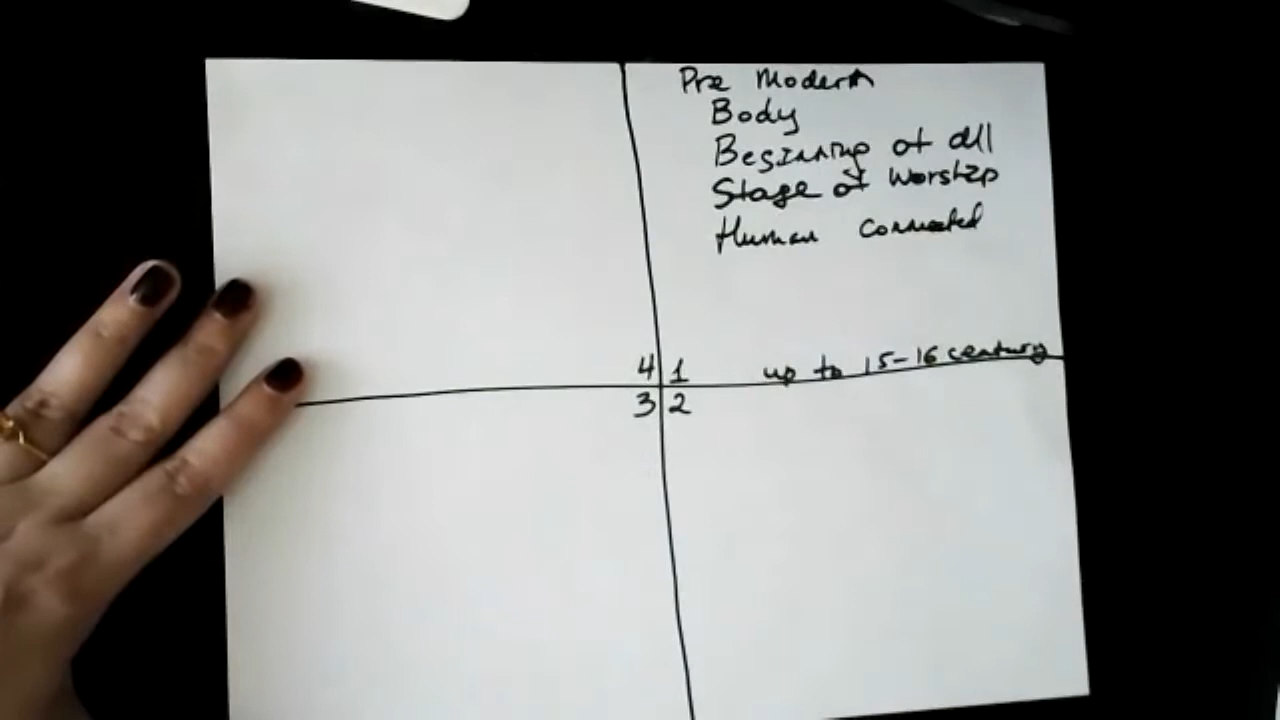 Pre Modern
Body
Beginning of all
Stage of Worship
Human Connected
4 1 up to 15-16 century
3 2